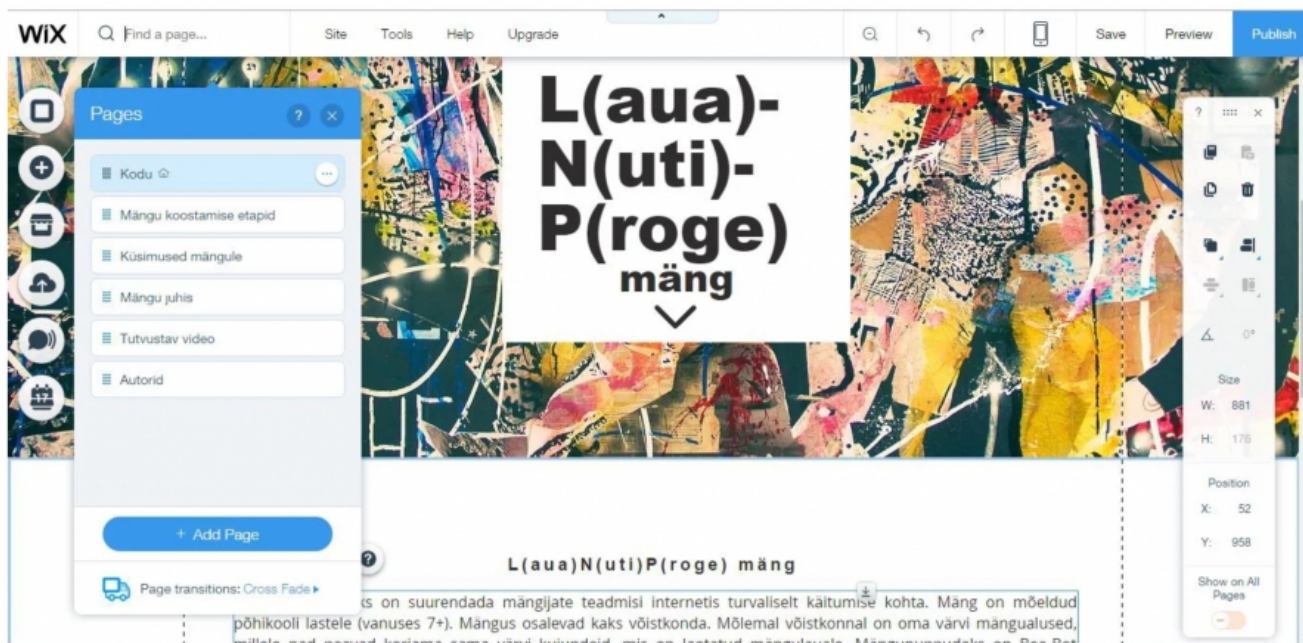 WiX
Find a page...
Site
Tools
Help
Upgrade
Save
Preview
Publish
Pages
?
Kodu
Mängu koostamise etapid
Küsimused mängule
Mängu juhis
Tutvustav video
Autorid
+ Add Page
Page transitions: Cross Fade
17
L(aua)-
N(uti)-
P(roge)
mäng
?
L(aua)N(uti)P(roge) mäng
on suurendada mängijate teadmisi internetis turvaliselt käitumise kohta. Mäng on mõeldud
põhikooli lastele (vanuses 7+). Mängus osalevad kaks võistkonda. Mõlemal võistkonnal on oma värvi mängualused,
?
0°
Size
W: 881
H: 176
Position
X: 52
Y: 958
Show on All
Pages